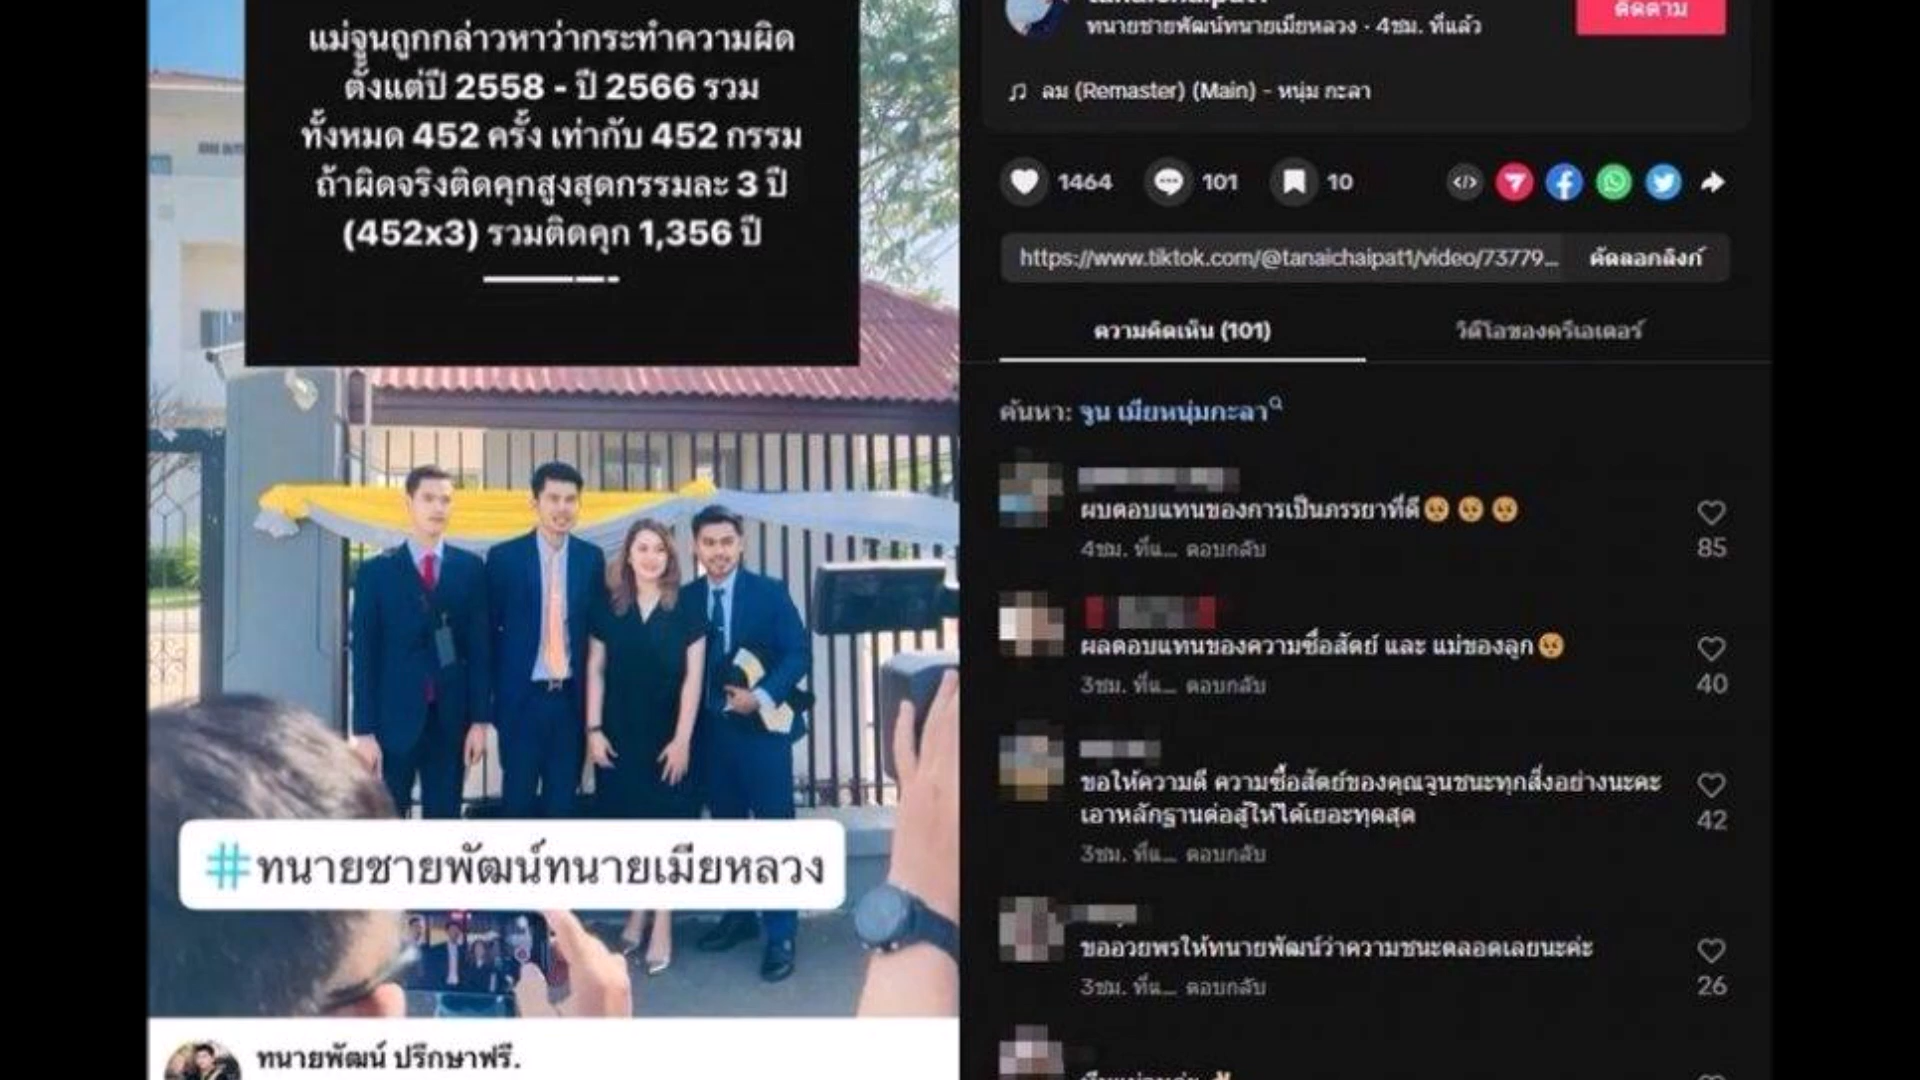 แม่จูนถูกกล่าวหาว่ากระทำความผิด
ตั้งแต่ปี 2558 - ปี 2566 รวม
ทั้งหมด 452 ครั้ง เท่ากับ 452 กรรม
ถ้าผิดจริงติดคุกสูงสุดกรรมละ 3 ปี
(452x3) รวมติดคุก 1,356 ปี
#ทนายชายพัฒน์ทนายเมียหลวง
ทนายพัฒน์ ปรึกษาฟรี.
ทนายชายพัฒน์ทนายเมียหลวง · 4ชม. ที่แล้ว
ติดตาม
ลม (Remaster) (Main) - หนุ่ม กะลา
1464 101 10
https://www.tiktok.com/@tanaichaipat1/video/73779... คัดลอกลิงก์
ความคิดเห็น (101) วิดีโอของครีเอเตอร์
ค้นหา: จูน เมียหนุ่มกะลา
ผบตอบแทนของการเป็นภรรยาที่ดี
85
4ชม. ที่แ... ตอบกลับ
ผลตอบแทนของความซื่อสัตย์ และ แม่ของลูก
40
3ชม. ที่แ... ตอบกลับ
ขอให้ความดี ความซื่อสัตย์ของคุณจูนชนะทุกสิ่งอย่างนะคะ
เอาหลักฐานต่อสู้ให้ได้เยอะทุดสุด
42
3ชม. ที่แ... ตอบกลับ
ขออวยพรให้ทนายพัฒน์ว่าความชนะตลอดเลยนะค่ะ
26
3ชม. ที่แ... ตอบกลับ